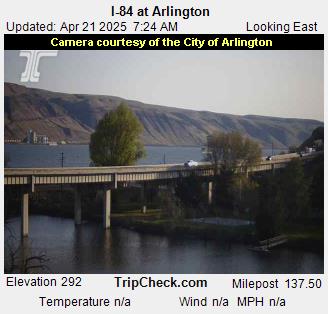 I-84 at Arlington
Updated: Apr 21 2025 7:24 AM Looking East
Camera courtesy of the City of Arlington
Elevation 292 TripCheck.com Milepost 137.50
Temperature n/a Wind n/a MPH n/a